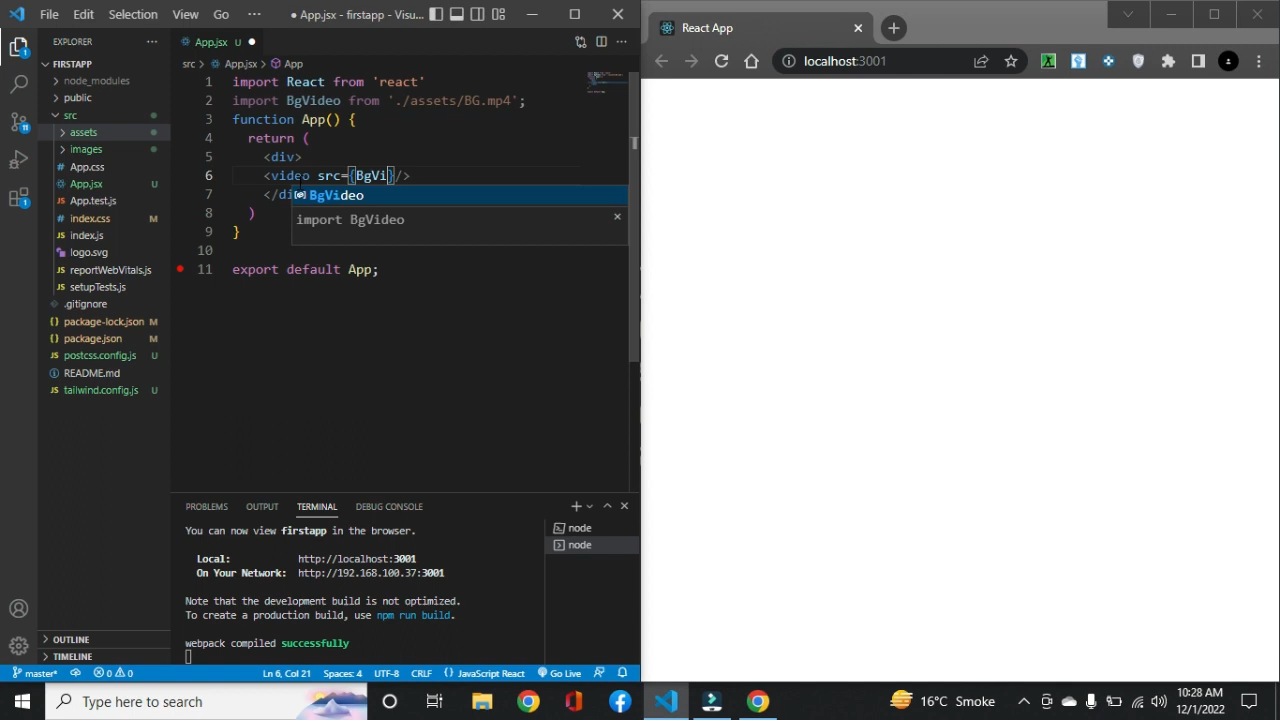 File Edit Selection View Go ··· ● App.jsx - firstapp - Visu...
EXPLORER ···
FIRSTAPP
node_modules
public
src
assets
images
App.css
App.jsx U
App.test.js
index.css M
index.js
logo.svg
reportWebVitals.js
setupTests.js
.gitignore
package-lock.json M
package.json M
postcss.config.js U
README.md
tailwind.config.js U
OUTLINE
TIMELINE
1
11
App.jsx U ●
src > App.jsx > App
1 import React from 'react'
2 import BgVideo from './assets/BG.mp4';
3 function App() {
4 return (
5 <div>
6 <video src={BgVi}/>
7 </di
8 )
9 }
10
11 export default App;
BgVideo
import BgVideo
PROBLEMS OUTPUT TERMINAL DEBUG CONSOLE
You can now view firstapp in the browser.
Local: http://localhost:3001
On Your Network: http://192.168.100.37:3001
Note that the development build is not optimized.
To create a production build, use npm run build.
webpack compiled successfully
node
node
master* 0 0 Ln 6, Col 21 Spaces: 4 UTF-8 CRLF JavaScript React Go Live
React App
localhost:3001
Type here to search
16°C Smoke
10:28 AM
12/1/2022